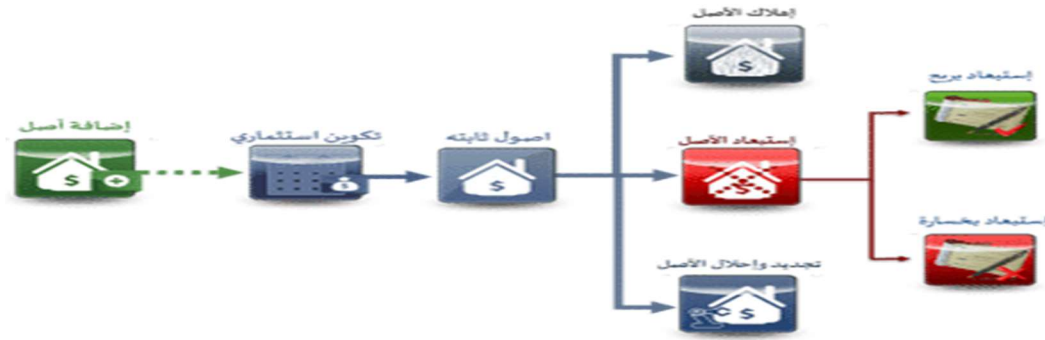 إضافة أصل
تكوين استثماري
اصول ثابته
إهلاك الأصل
إستبعاد الأصل
تجديد وإحلال الأصل
إستبعاد بربح
إستبعاد بخسارة